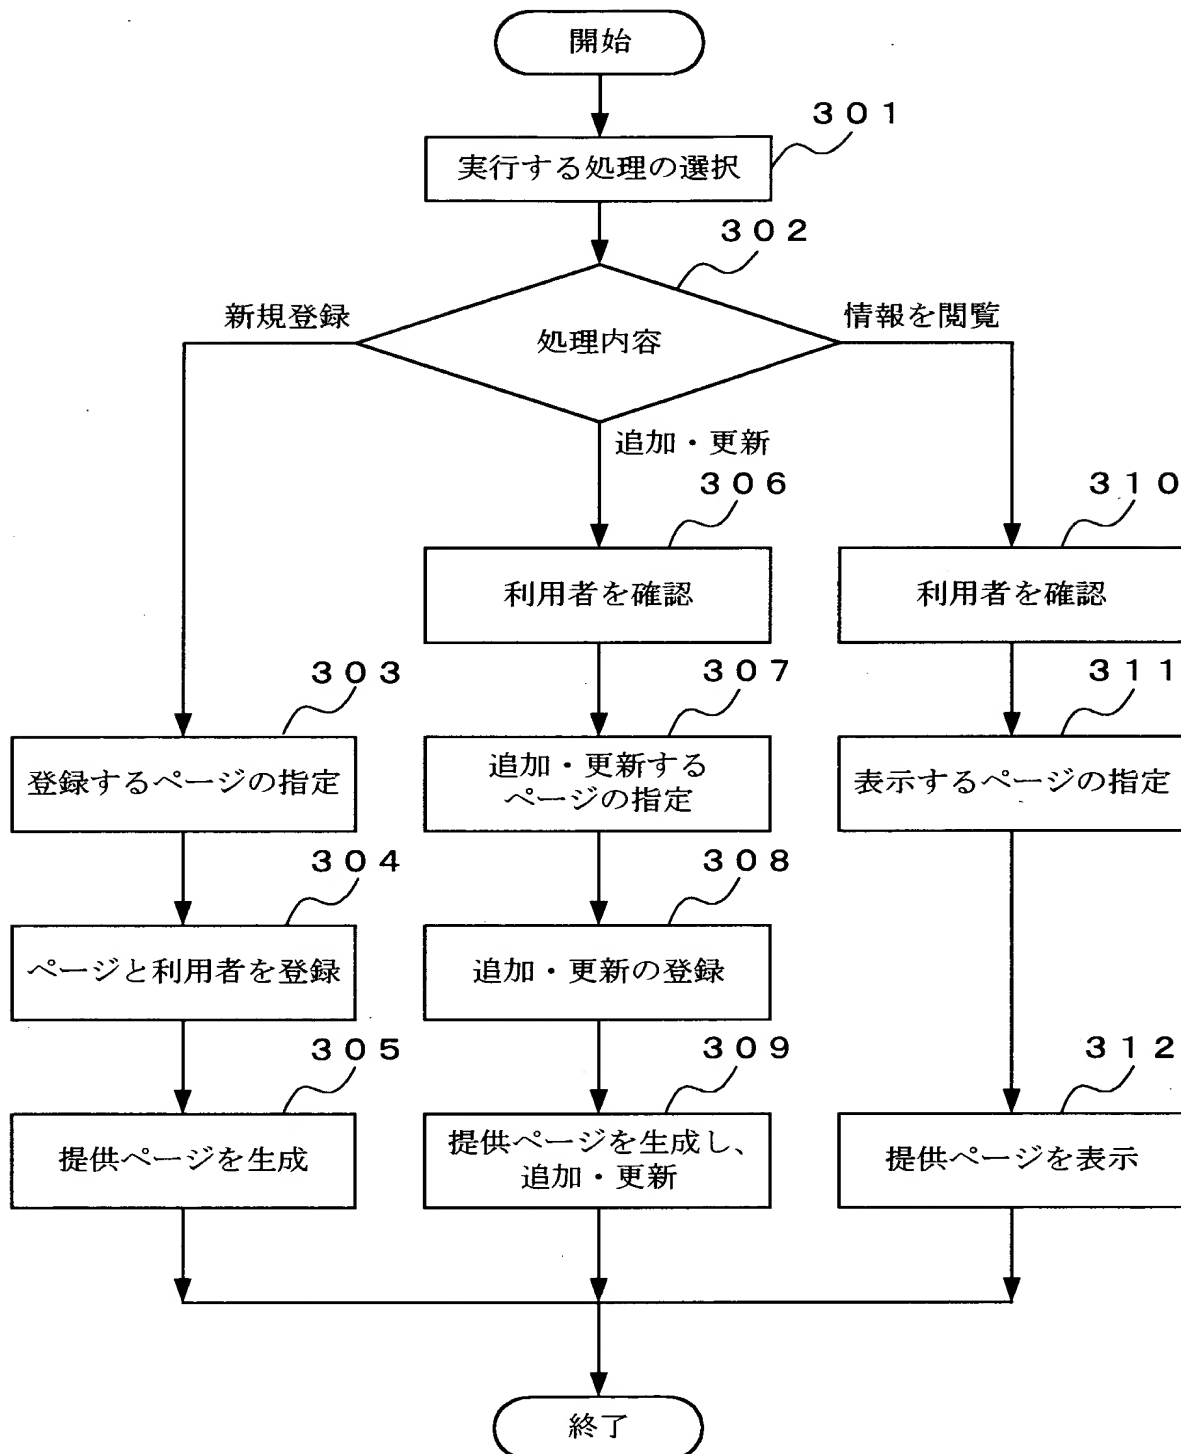 開始
３０１
実行する処理の選択
３０２
新規登録
処理内容
情報を閲覧
追加・更新
３０６
３１０
利用者を確認
利用者を確認
３０３
３０７
３１１
登録するページの指定
追加・更新する
ページの指定
表示するページの指定
３０４
３０８
ページと利用者を登録
追加・更新の登録
３０５
３０９
３１２
提供ページを生成
提供ページを生成し、
追加・更新
提供ページを表示
終了